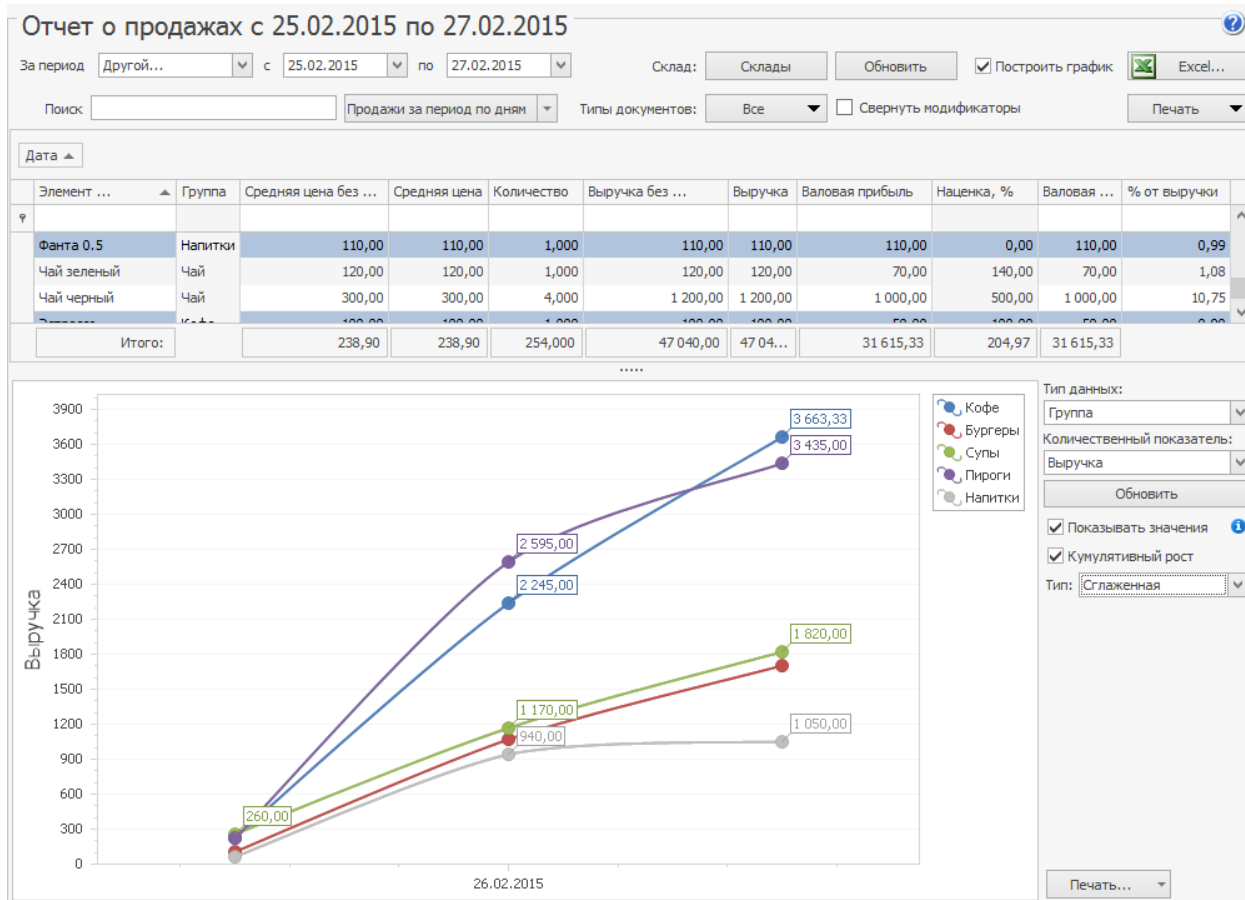 Отчет о продажах с 25.02.2015 по 27.02.2015
За период Другой... с 25.02.2015 по 27.02.2015 Склад: Склады Обновить Построить график Excel...
Поиск Продажи за период по дням Типы документов: Все Свернуть модификаторы Печать
Дата
Элемент ... Группа Средняя цена без ... Средняя цена Количество Выручка без ... Выручка Валовая прибыль Наценка, % Валовая ... % от выручки
Фанта 0.5 Напитки 110,00 110,00 1,000 110,00 110,00 110,00 0,00 110,00 0,99
Чай зеленый Чай 120,00 120,00 1,000 120,00 120,00 70,00 140,00 70,00 1,08
Чай черный Чай 300,00 300,00 4,000 1 200,00 1 200,00 1 000,00 500,00 1 000,00 10,75
Итого: 238,90 238,90 254,000 47 040,00 47 04... 31 615,33 204,97 31 615,33
Выручка
3900
3600
3300
3000
2700
2400
2100
1800
1500
1200
900
600
300
0
3 663,33
3 435,00
2 595,00
2 245,00
1 820,00
1 170,00
940,00
1 050,00
260,00
26.02.2015
Кофе
Бургеры
Супы
Пироги
Напитки
Тип данных:
Группа
Количественный показатель:
Выручка
Обновить
Показывать значения
Кумулятивный рост
Тип: Сглаженная
Печать...